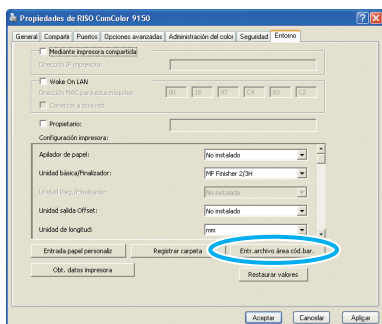 Propiedades de RISO ComColor 9150
General Compartir Puertos Opciones avanzadas Administración del color Seguridad Entorno
Mediante impresora compartida
Dirección IP impresora:
Wake On LAN
Dirección MAC para esta máquina: 00 16 97 C4 63 C2
Conectar a otra red
Propietario:
Configuración impresora:
Apilador de papel: No instalado
Unidad básica/Finalizador: MF Finisher 2/3H
Unidad Pleg./Finalizador: No instalado
Unidad salida Offset: No instalado
Unidad de longitud: mm
Entrada papel personaliz Registrar carpeta Entr.archivo área cód.bar.
Obt. datos impresora Restaurar valores
Aceptar Cancelar Aplicar